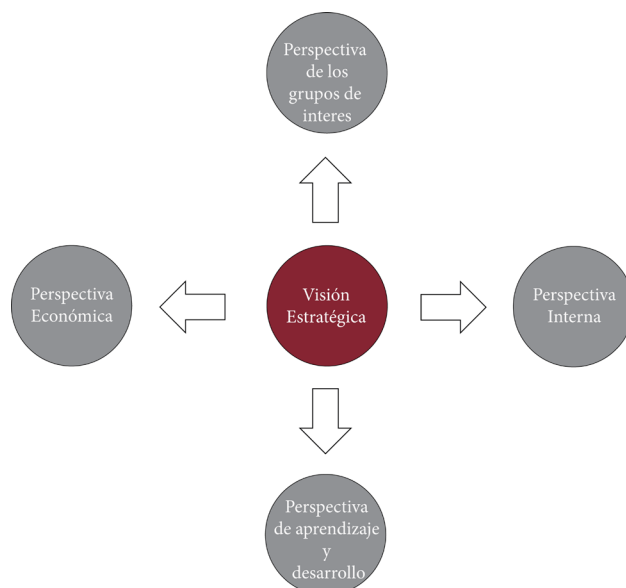 Perspectiva
de los
grupos de
interes
Perspectiva
Económica
Visión
Estratégica
Perspectiva
Interna
Perspectiva
de aprendizaje
y
desarrollo